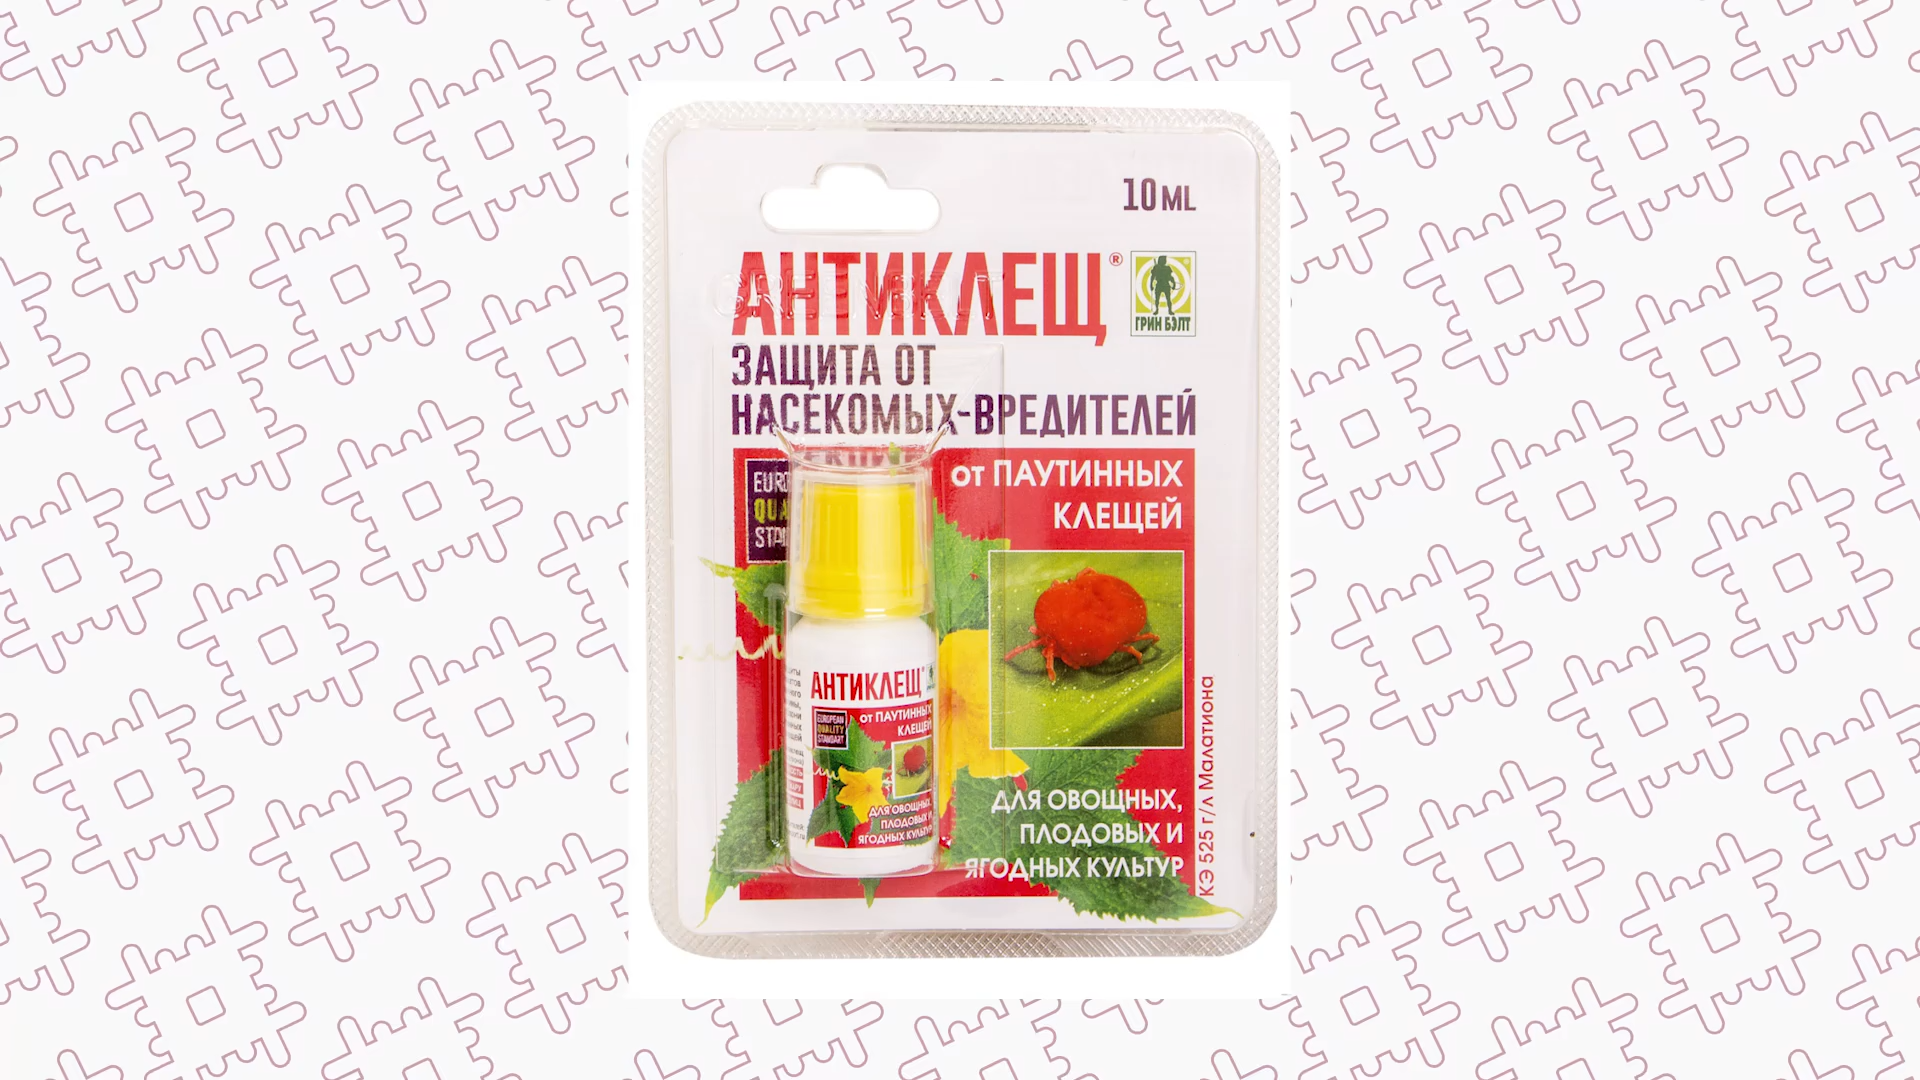 10 ML
АНТИКЛЕЩ®
ГРИН БЭЛТ
ЗАЩИТА ОТ
НАСЕКОМЫХ-ВРЕДИТЕЛЕЙ
от ПАУТИННЫХ
КЛЕЩЕЙ
АНТИКЛЕЩ
EUROPEAN
QUALITY
STANDART
от ПАУТИННЫХ
КЛЕЩЕЙ
ДЛЯ ОВОЩНЫХ,
ПЛОДОВЫХ И
ЯГОДНЫХ КУЛЬТУР
ДЛЯ ОВОЩНЫХ,
ПЛОДОВЫХ И
ЯГОДНЫХ КУЛЬТУР
КЭ 525 г/л Малатиона